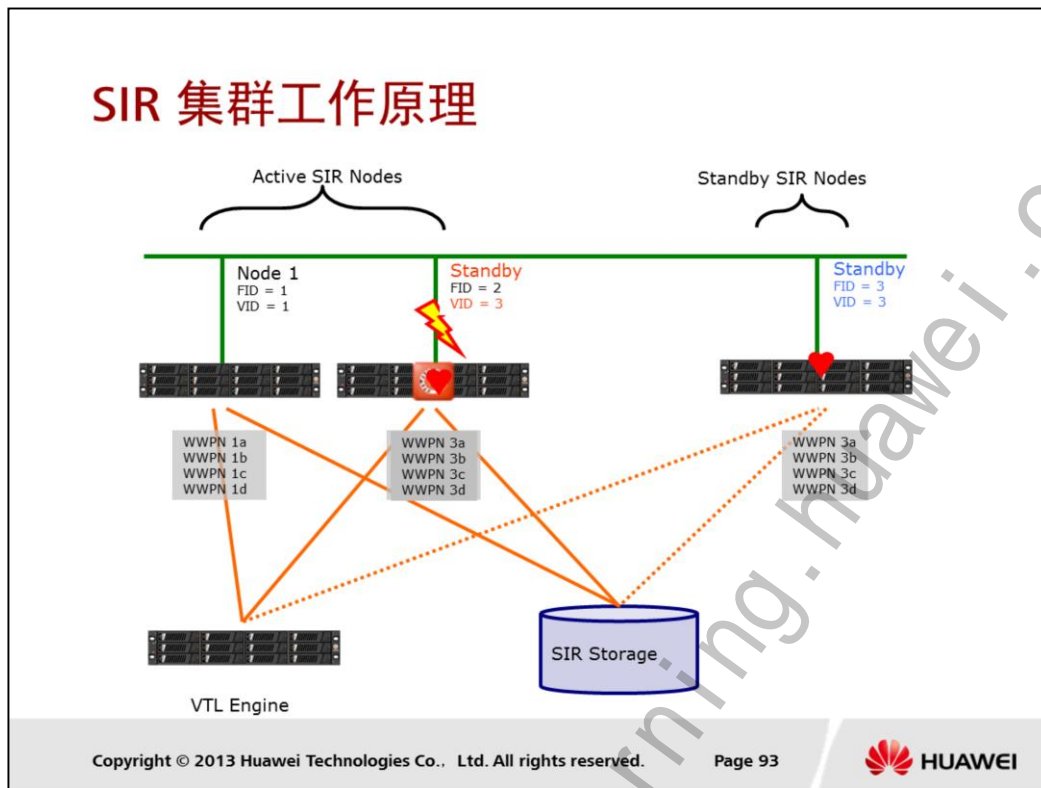 SIR 集群工作原理
Active SIR Nodes
Standby SIR Nodes
Node 1
FID = 1
VID = 1
Standby
FID = 2
VID = 3
Standby
FID = 3
VID = 3
WWPN 1a
WWPN 1b
WWPN 1c
WWPN 1d
WWPN 3a
WWPN 3b
WWPN 3c
WWPN 3d
WWPN 3a
WWPN 3b
WWPN 3c
WWPN 3d
SIR Storage
VTL Engine
rning.huawei.c
Copyright © 2013 Huawei Technologies Co., Ltd. All rights reserved.
Page 93
HUAWEI